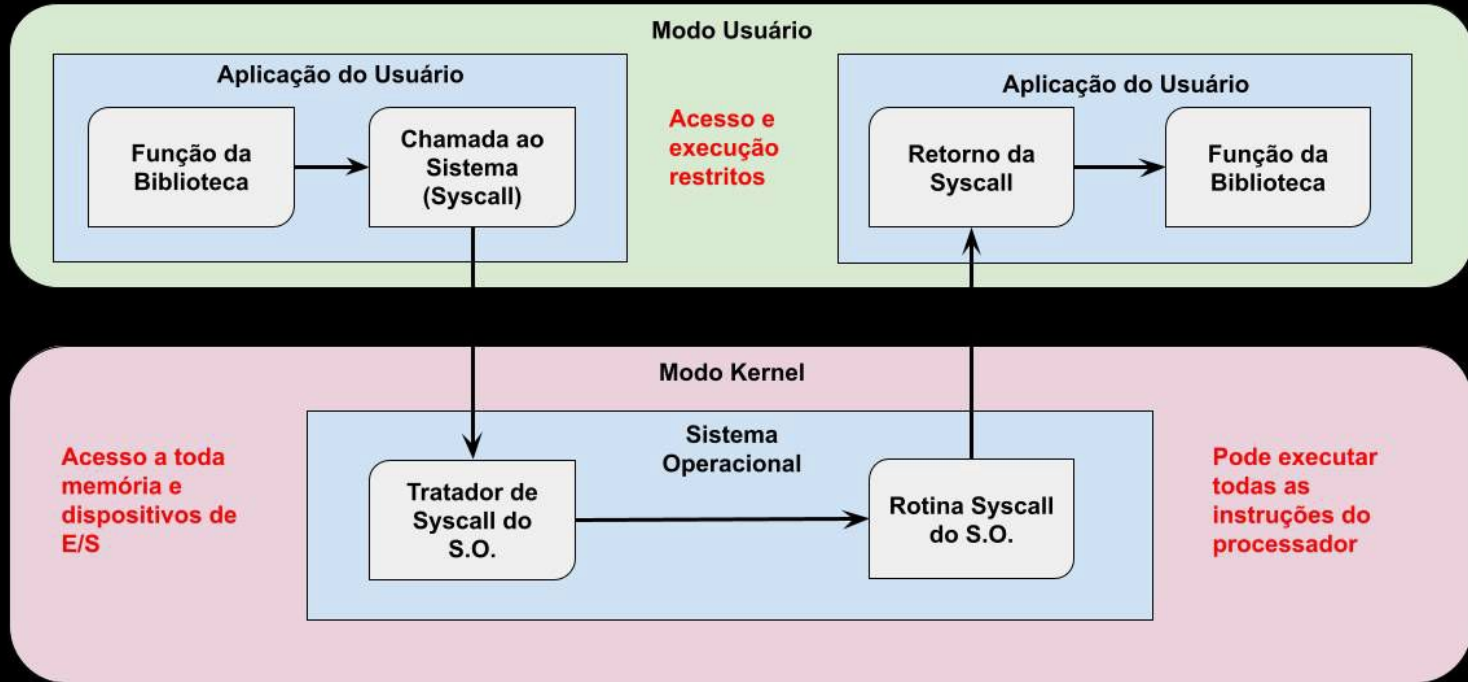 Modo Usuário
Aplicação do Usuário
Função da
Biblioteca
Chamada ao
Sistema
(Syscall)
Acesso e
execução
restritos
Aplicação do Usuário
Retorno da
Syscall
Função da
Biblioteca
Modo Kernel
Acesso a toda
memória e
dispositivos de
E/S
Sistema
Operacional
Tratador de
Syscall do
S.O.
Rotina Syscall
do S.O.
Pode executar
todas as
instruções do
processador